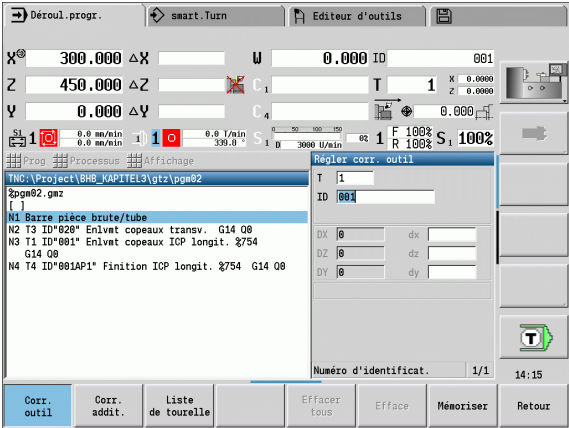 Déroul.progr.
smart.Turn
Editeur d'outils
X 300.000 ΔX W 0.000 ID 001
Z 450.000 ΔZ C 1 T 1 X 0.0000
Z 0.0000
Y 0.000 ΔY C 4 0.000
S1 1 0.0 mm/min 0.0 mm/min 1 1 0.0 T/min 339.8 ° S 1 0 50 100 150 0% D 3000 U/min 1 F 100% R 100% S 1 100%
Prog Processus Affichage
TNC:\Project\BHB_KAPITEL3\gtz\pgm02
%pgm02.gmz
[ ]
N1 Barre pièce brute/tube
N2 T3 ID"020" Enlvmt copeaux transv. G14 Q0
N3 T1 ID"001" Enlvmt copeaux ICP longit. %754
G14 Q0
N4 T4 ID"001AP1" Finition ICP longit. %754 G14 Q0
Régler corr. outil
T 1
ID 001
DX 0 dx
DZ 0 dz
DY 0 dy
Numéro d'identificat. 1/1
T
14:15
Corr. outil
Corr. addit.
Liste de tourelle
Effacer tous
Efface
Mémoriser
Retour